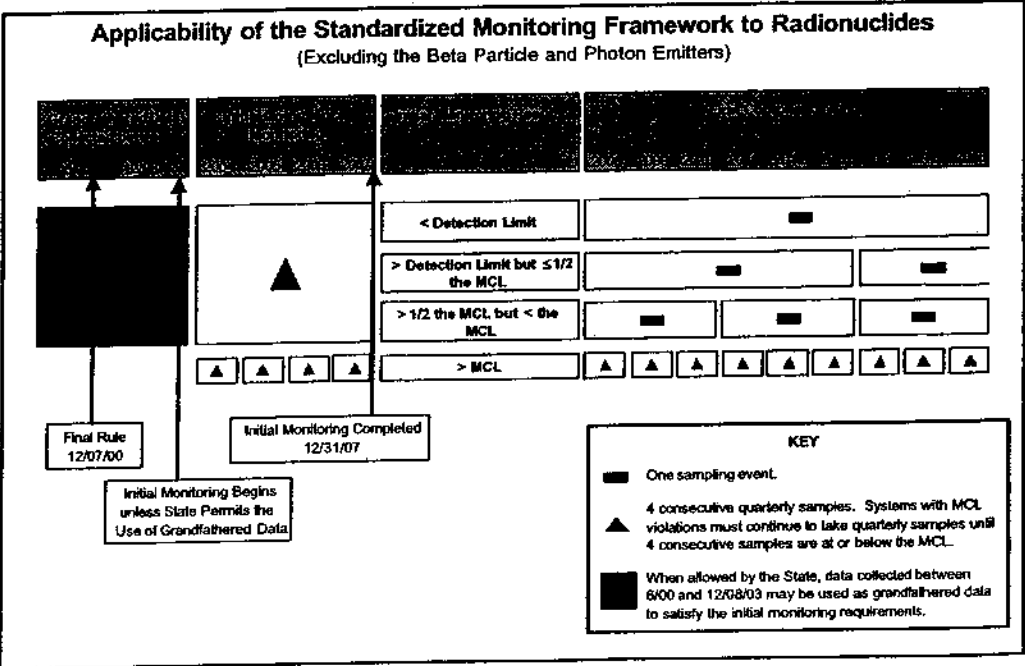 Applicability of the Standardized Monitoring Framework to Radionuclides
(Excluding the Beta Particle and Photon Emitters)
< Detection Limit
> Detection Limit but ≤1/2
the MCL
> 1/2 the MCL but < the
MCL
> MCL
Final Rule
12/07/00
Initial Monitoring Completed
12/31/07
Initial Monitoring Begins
unless State Permits the
Use of Grandfathered Data
KEY
One sampling event.
4 consecutive quarterly samples. Systems with MCL
violations must continue to take quarterly samples until
4 consecutive samples are at or below the MCL.
When allowed by the State, data collected between
6/00 and 12/08/03 may be used as grandfathered data
to satisfy the initial monitoring requirements.